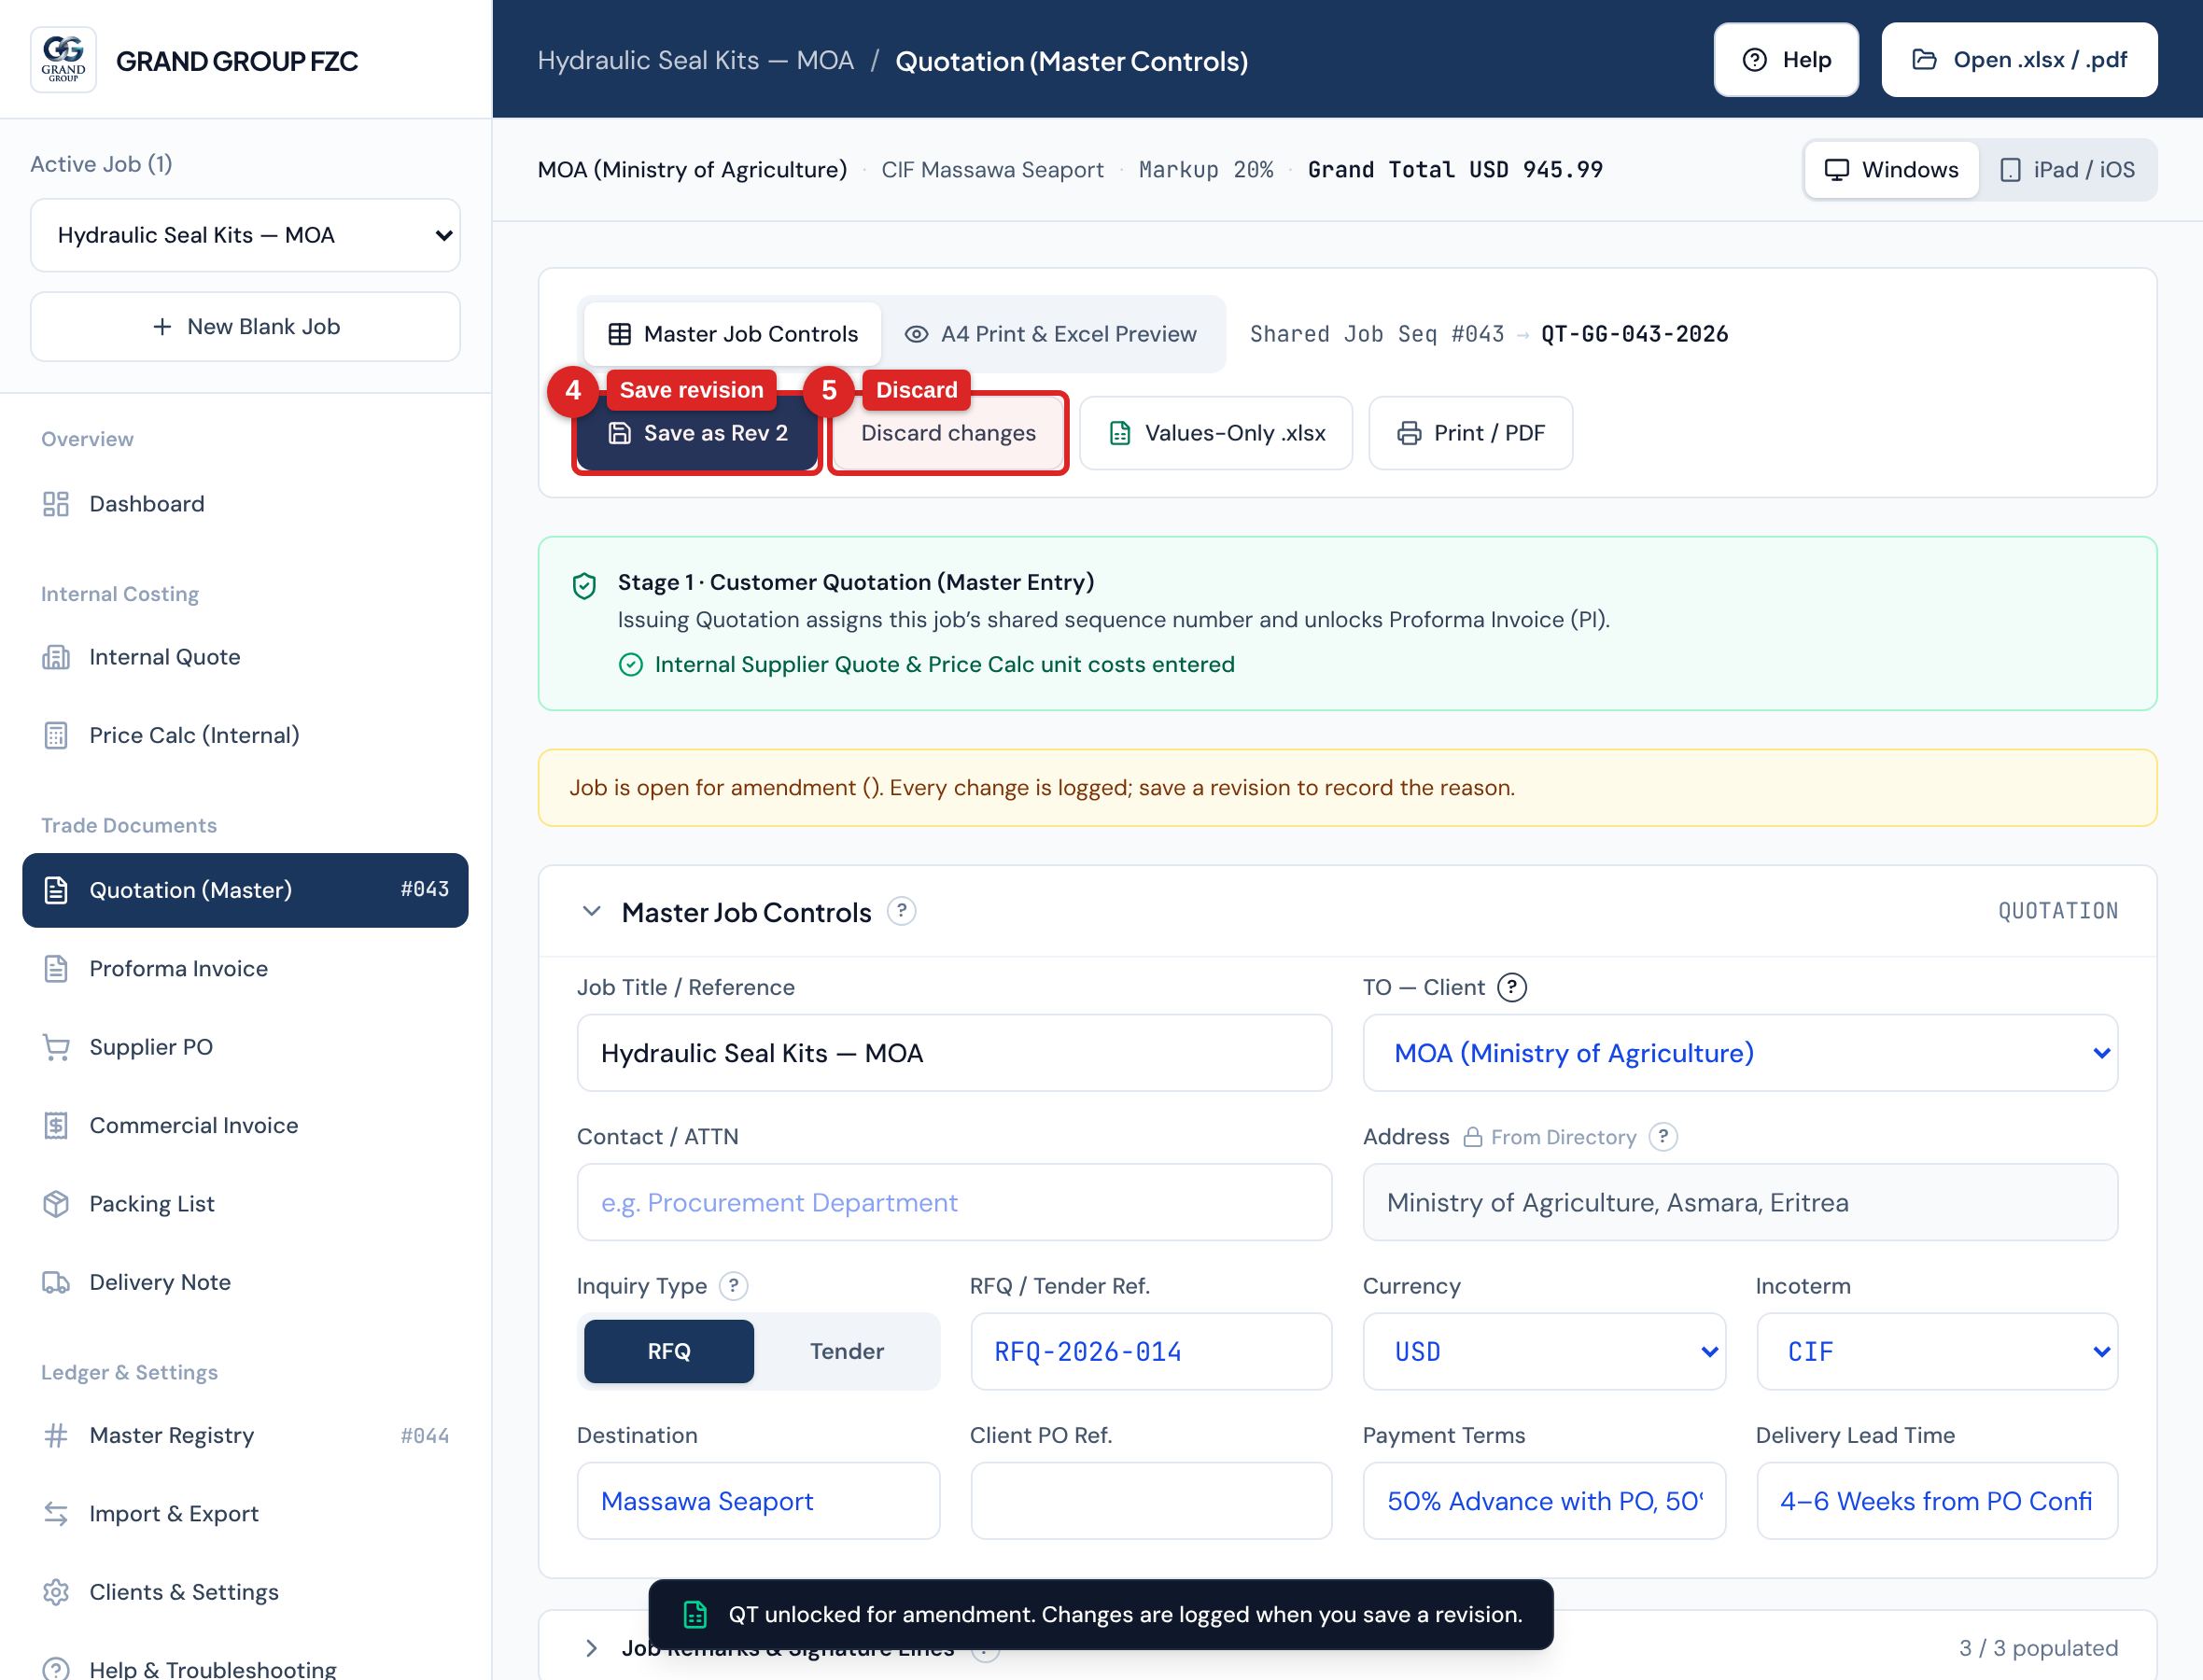 GG
GRAND
GROUP
GRAND GROUP FZC
Active Job (1)
Hydraulic Seal Kits — MOA
+ New Blank Job
Overview
Dashboard
Internal Costing
Internal Quote
Price Calc (Internal)
Trade Documents
Quotation (Master) #043
Proforma Invoice
Supplier PO
Commercial Invoice
Packing List
Delivery Note
Ledger & Settings
Master Registry #044
Import & Export
Clients & Settings
Help & Troubleshooting
Hydraulic Seal Kits — MOA / Quotation (Master Controls)
Help
Open .xlsx / .pdf
MOA (Ministry of Agriculture) · CIF Massawa Seaport · Markup 20% · Grand Total USD 945.99
Windows
iPad / iOS
Master Job Controls
A4 Print & Excel Preview
Shared Job Seq #043 → QT-GG-043-2026
4 Save revision
5 Discard
Save as Rev 2
Discard changes
Values-Only .xlsx
Print / PDF
Stage 1 · Customer Quotation (Master Entry)
Issuing Quotation assigns this job’s shared sequence number and unlocks Proforma Invoice (PI).
Internal Supplier Quote & Price Calc unit costs entered
Job is open for amendment (). Every change is logged; save a revision to record the reason.
Master Job Controls ?
QUOTATION
Job Title / Reference
Hydraulic Seal Kits — MOA
TO — Client ?
MOA (Ministry of Agriculture)
Contact / ATTN
e.g. Procurement Department
Address From Directory ?
Ministry of Agriculture, Asmara, Eritrea
Inquiry Type ?
RFQ Tender
RFQ / Tender Ref.
RFQ-2026-014
Currency
USD
Incoterm
CIF
Destination
Massawa Seaport
Client PO Ref.
Payment Terms
50% Advance with PO, 50%
Delivery Lead Time
4–6 Weeks from PO Confi
QT unlocked for amendment. Changes are logged when you save a revision.
Job Remarks & Signature Lines ?
3 / 3 populated